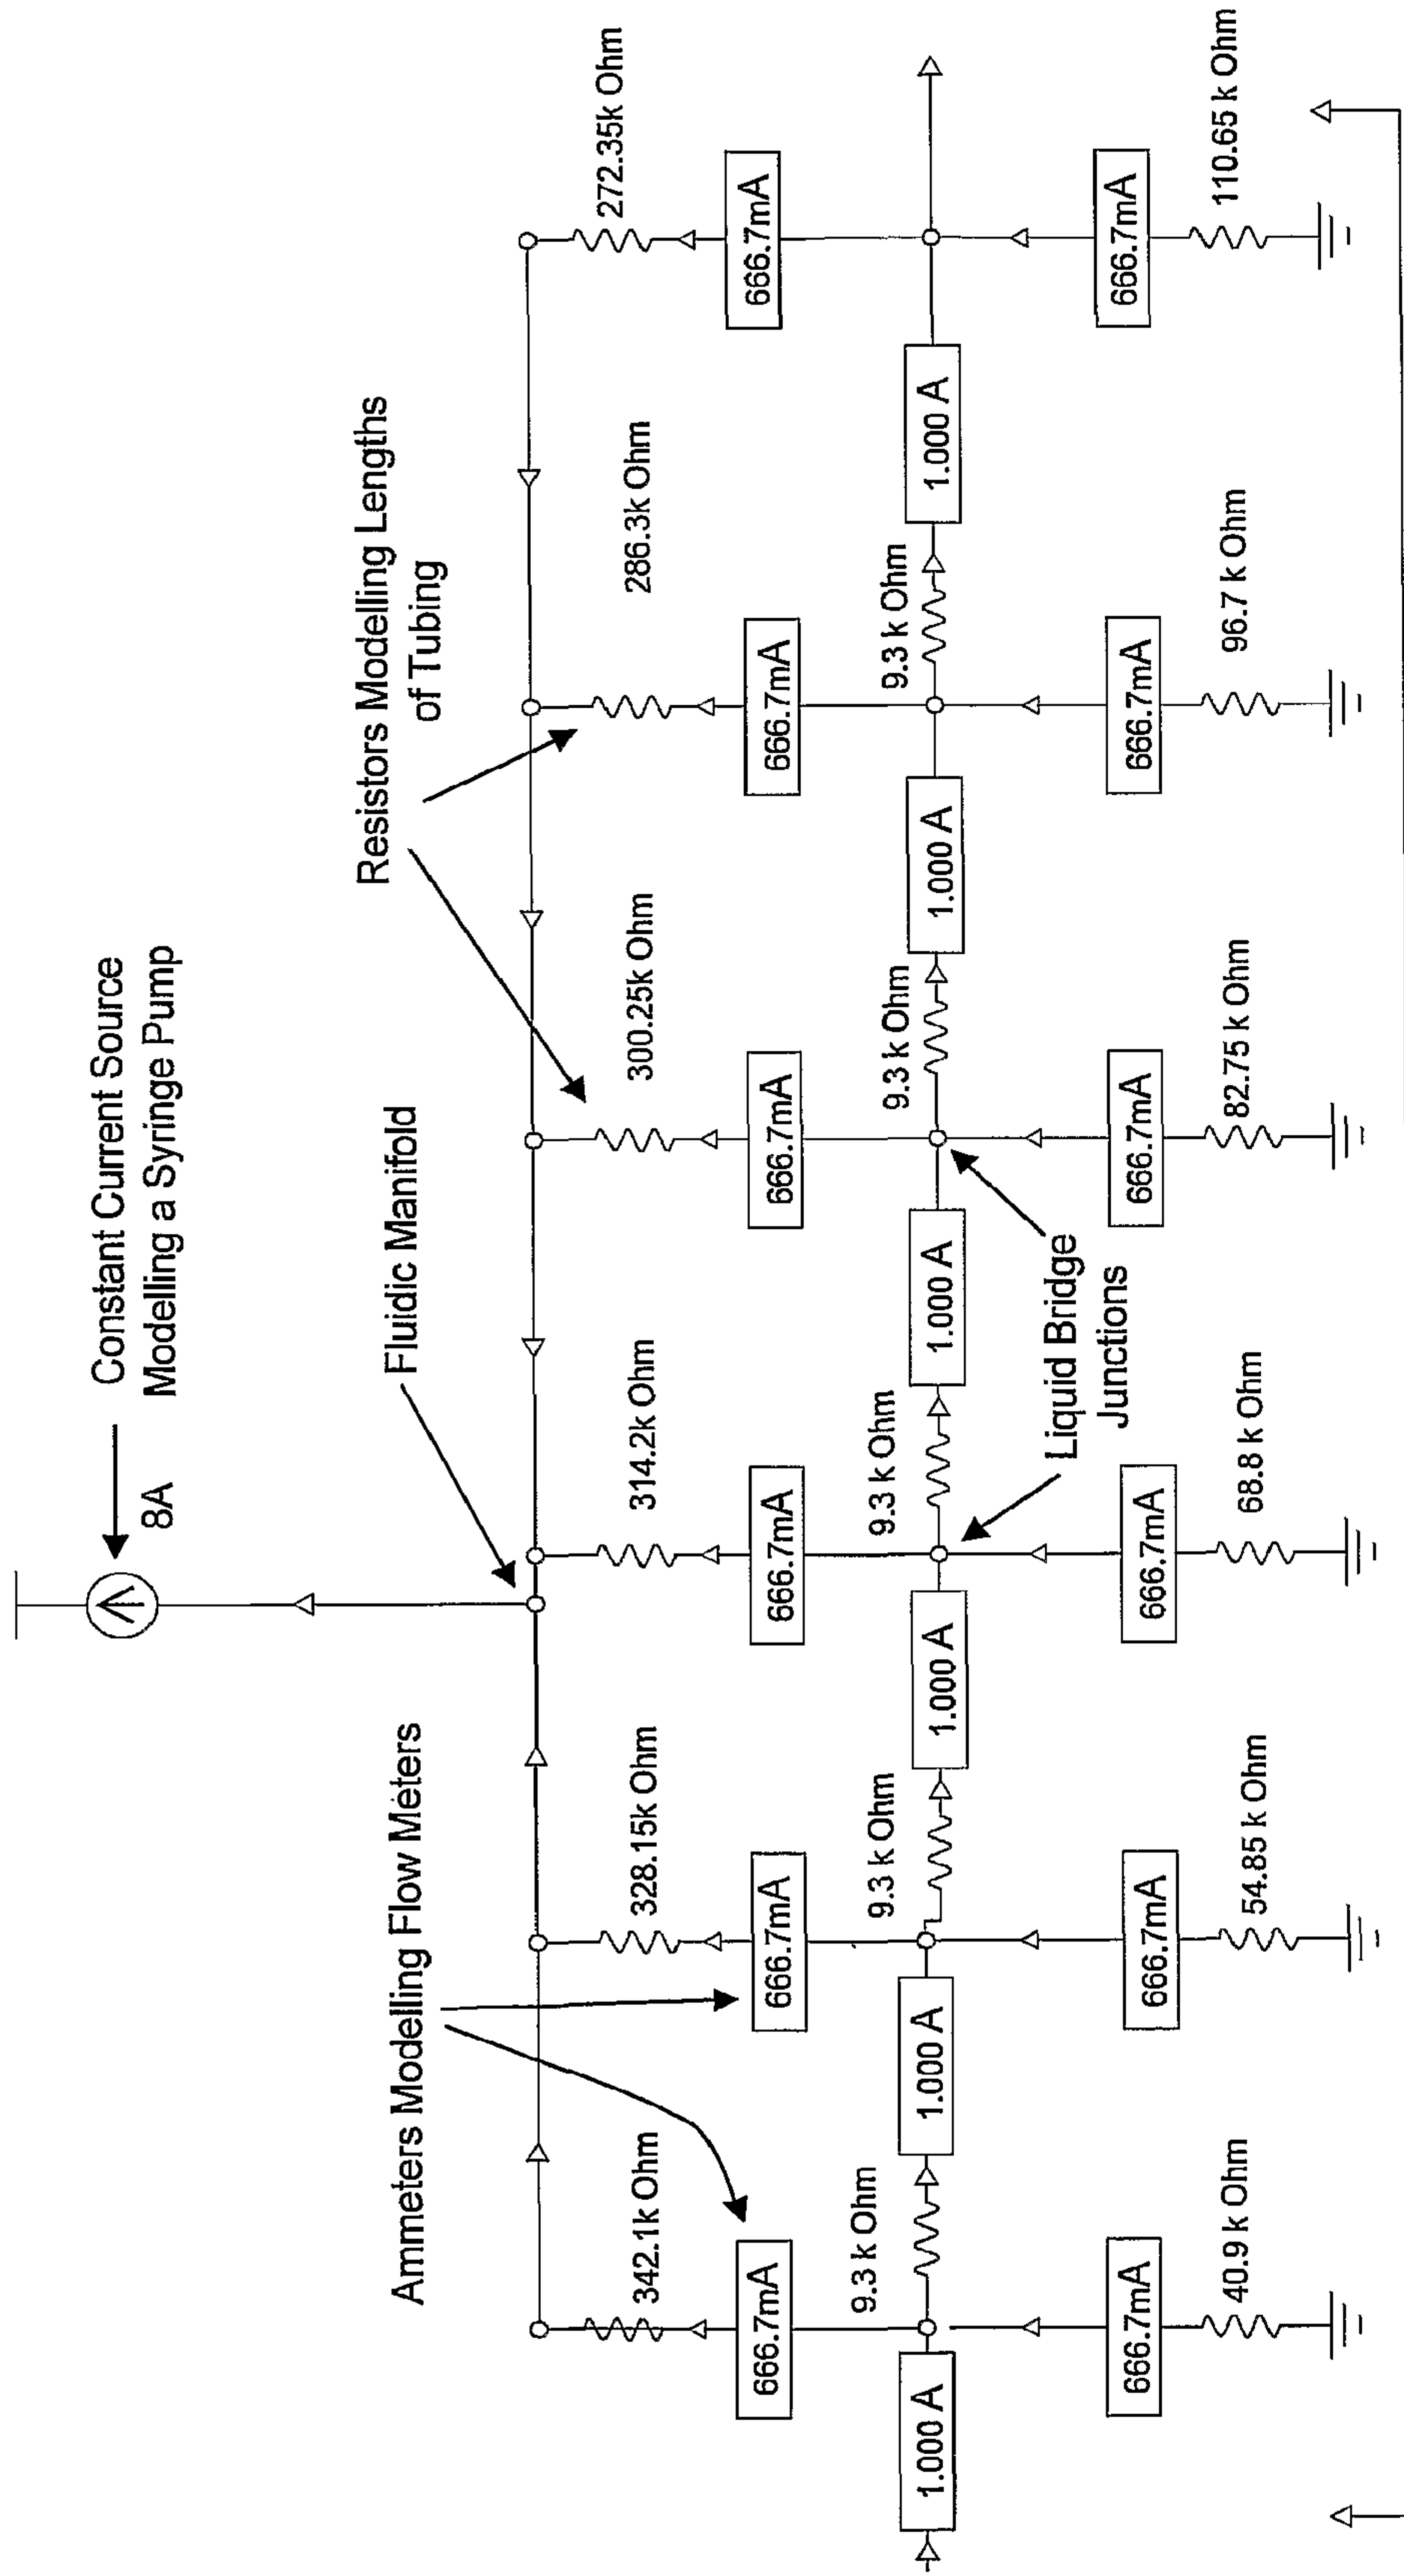 Constant Current Source
Modelling a Syringe Pump
8A
Fluidic Manifold
Ammeters Modelling Flow Meters
Resistors Modelling Lengths
of Tubing
342.1k Ohm
328.15k Ohm
314.2k Ohm
300.25k Ohm
286.3k Ohm
272.35k Ohm
666.7mA
666.7mA
666.7mA
666.7mA
666.7mA
666.7mA
9.3 k Ohm
9.3 k Ohm
9.3 k Ohm
9.3 k Ohm
9.3 k Ohm
1.000 A
1.000 A
1.000 A
1.000 A
1.000 A
1.000 A
Liquid Bridge
Junctions
666.7mA
666.7mA
666.7mA
666.7mA
666.7mA
666.7mA
40.9 k Ohm
54.85 k Ohm
68.8 k Ohm
82.75 k Ohm
96.7 k Ohm
110.65 k Ohm